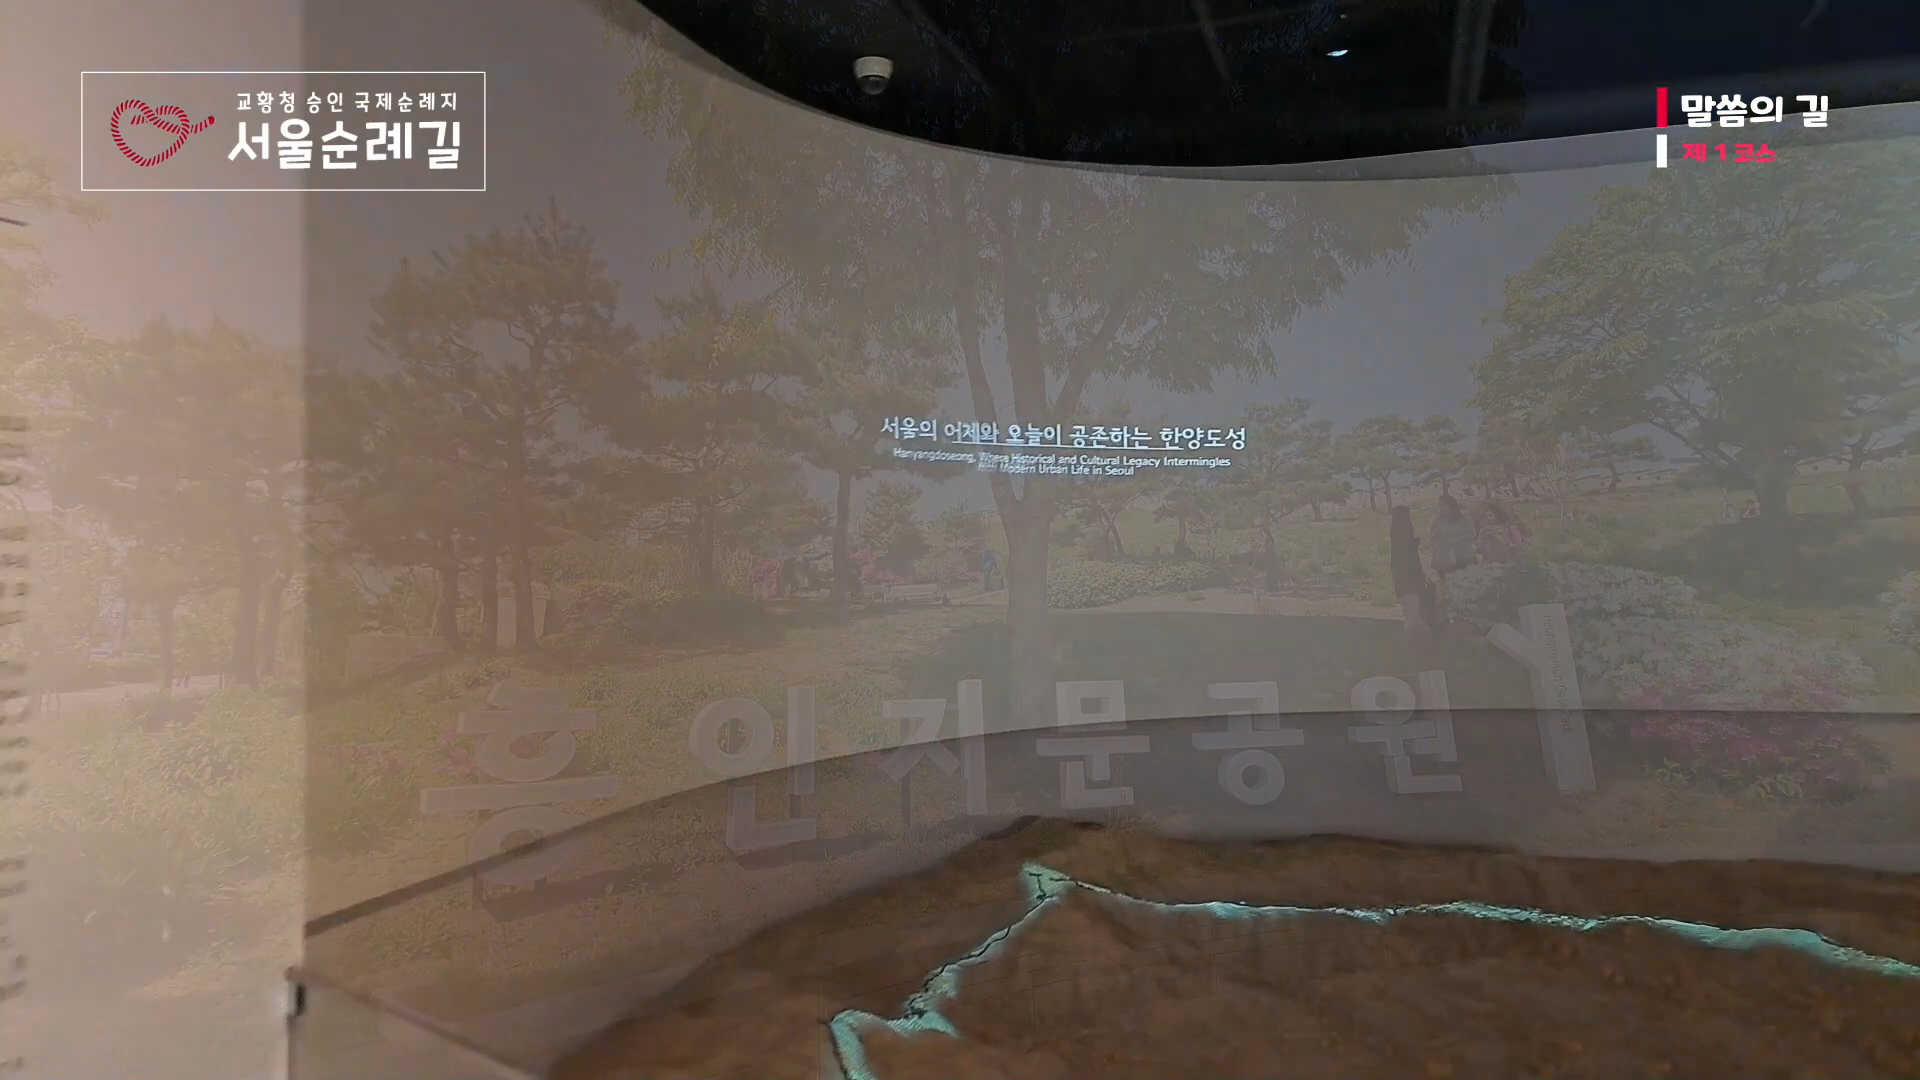 교황청 승인 국제순례지
서울순례길
말씀의 길
제 1 코스
서울의 어제와 오늘이 공존하는 한양도성
Hanyangdoseong, Where Historical and Cultural Legacy Intermingles
with Modern Urban Life in Seoul
흥인지문공원